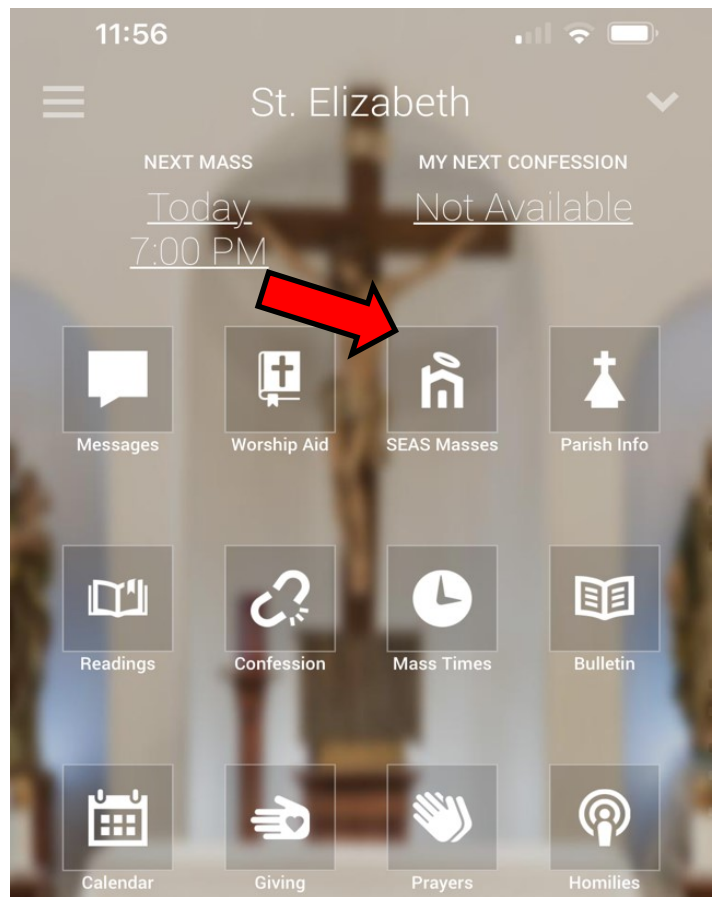 11:56
St. Elizabeth
NEXT MASS
Today
7:00 PM
MY NEXT CONFESSION
Not Available
Messages
Worship Aid
SEAS Masses
Parish Info
Readings
Confession
Mass Times
Bulletin
Calendar
Giving
Prayers
Homilies